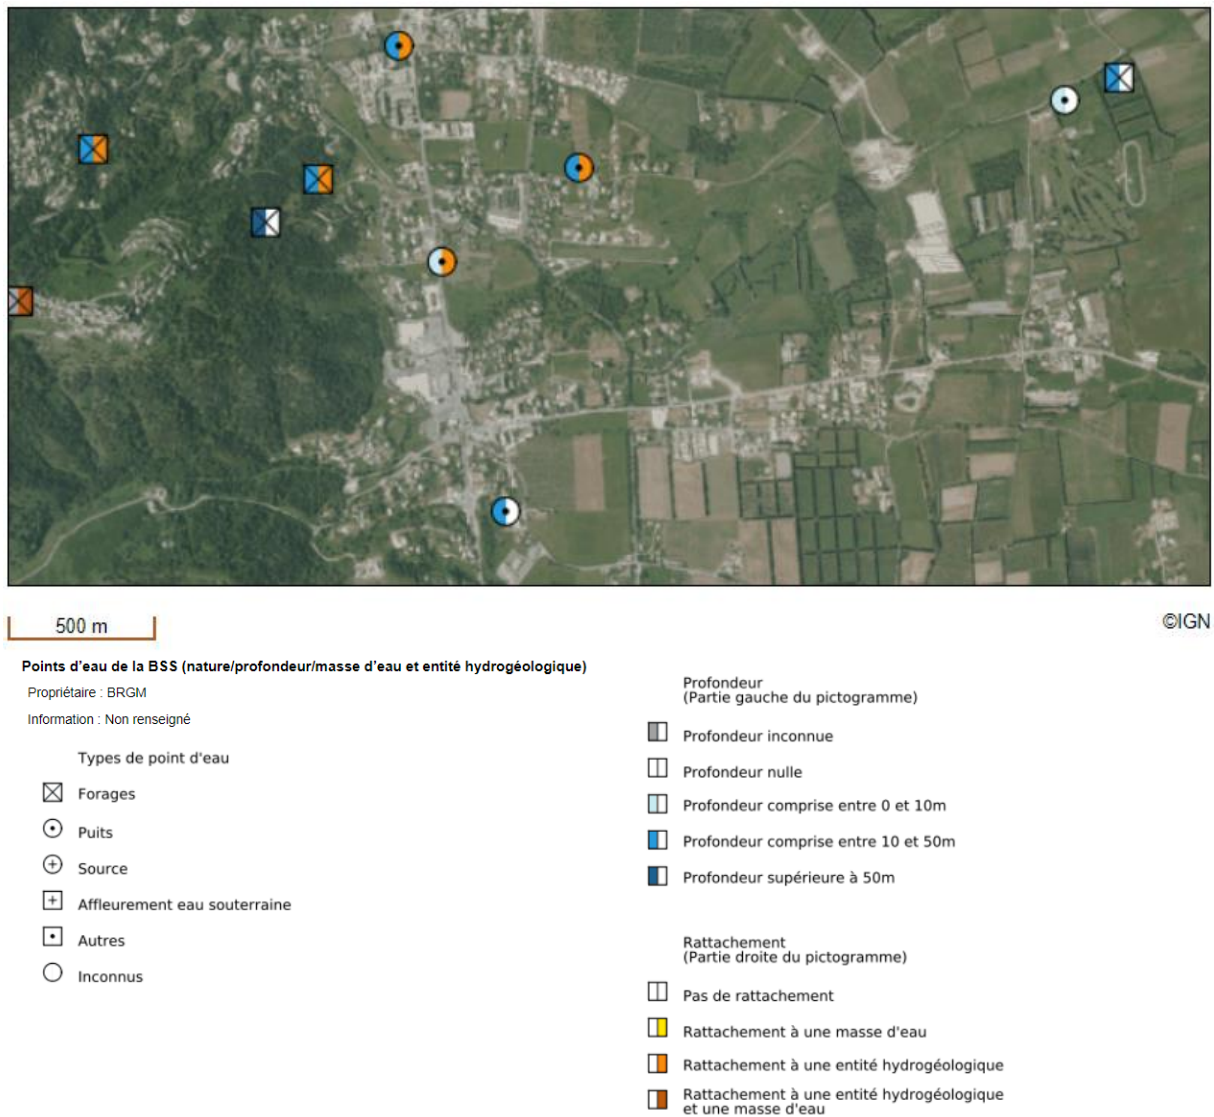 500 m
©IGN
Points d'eau de la BSS (nature/profondeur/masse d'eau et entité hydrogéologique)
Propriétaire : BRGM
Information : Non renseigné
Types de point d'eau
Forages
Puits
Source
Affleurement eau souterraine
Autres
Inconnus
Profondeur
(Partie gauche du pictogramme)
Profondeur inconnue
Profondeur nulle
Profondeur comprise entre 0 et 10m
Profondeur comprise entre 10 et 50m
Profondeur supérieure à 50m
Rattachement
(Partie droite du pictogramme)
Pas de rattachement
Rattachement à une masse d'eau
Rattachement à une entité hydrogéologique
Rattachement à une entité hydrogéologique
et une masse d'eau